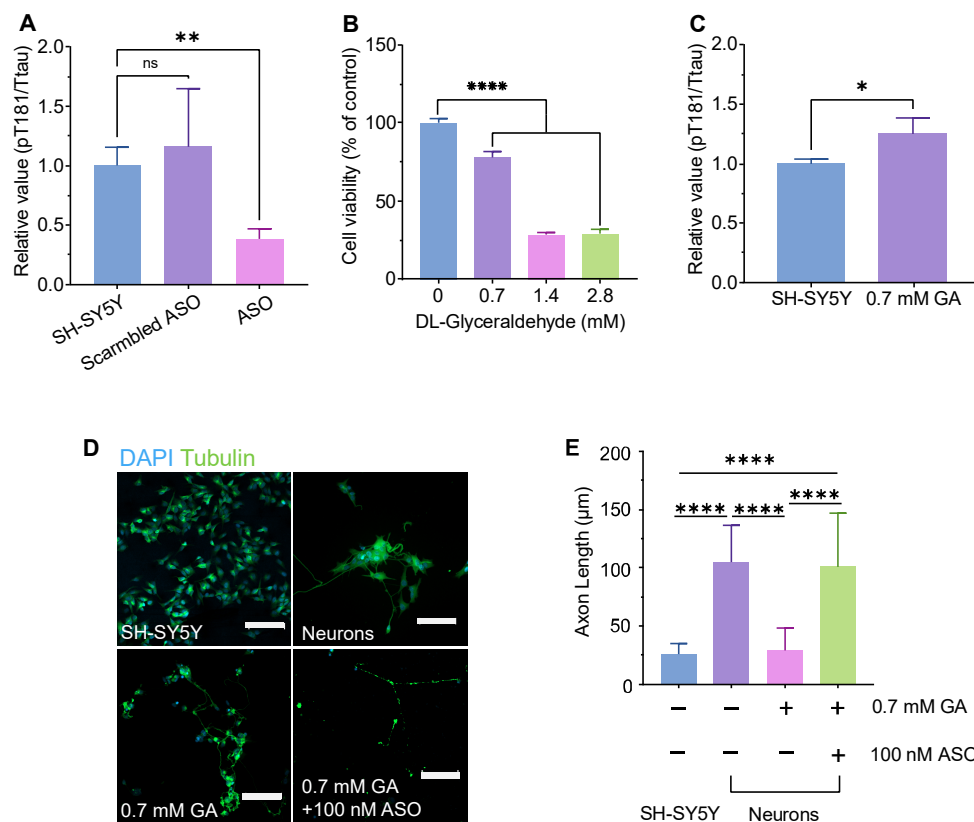 A
Relative value (pT181/Ttau)
2.0
1.5
1.0
0.5
0.0
**
ns
SH-SY5Y
Scarmbled ASO
ASO
B
Cell viability (% of control)
150
100
50
0
****
0 0.7 1.4 2.8
DL-Glyceraldehyde (mM)
C
Relative value (pT181/Ttau)
2.0
1.5
1.0
0.5
0.0
*
SH-SY5Y 0.7 mM GA
D
DAPI Tubulin
SH-SY5Y
Neurons
0.7 mM GA
0.7 mM GA
+100 nM ASO
E
Axon Length (μm)
200
150
100
50
0
****
**** **** ****
– – + + 0.7 mM GA
– – – + 100 nM ASO
SH-SY5Y Neurons